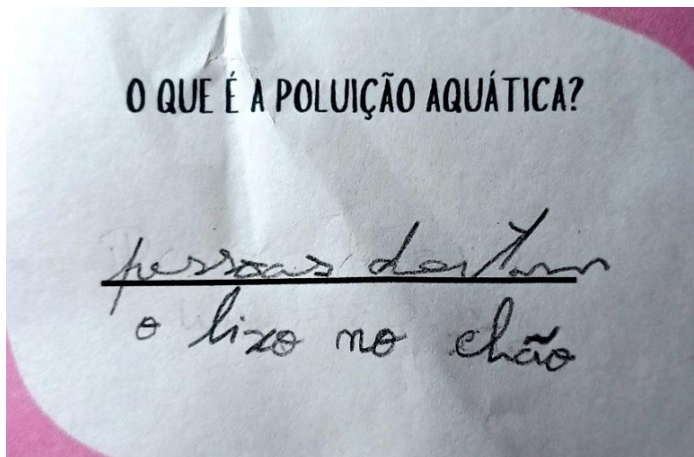 O QUE É A POLUIÇÃO AQUÁTICA?
pessoas deitam
o lixo no chão